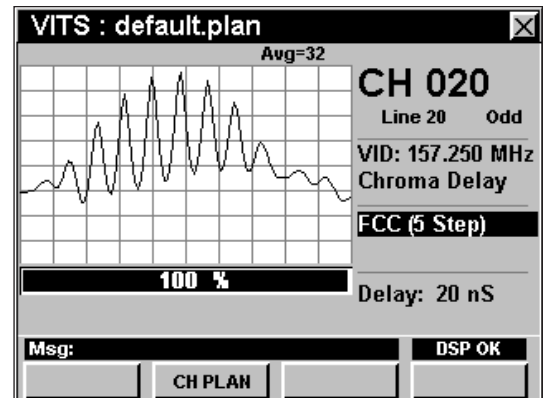 VITS : default.plan
Avg=32
CH 020
Line 20 Odd
VID: 157.250 MHz
Chroma Delay
FCC (5 Step)
100 %
Delay: 20 nS
Msg: DSP OK
CH PLAN